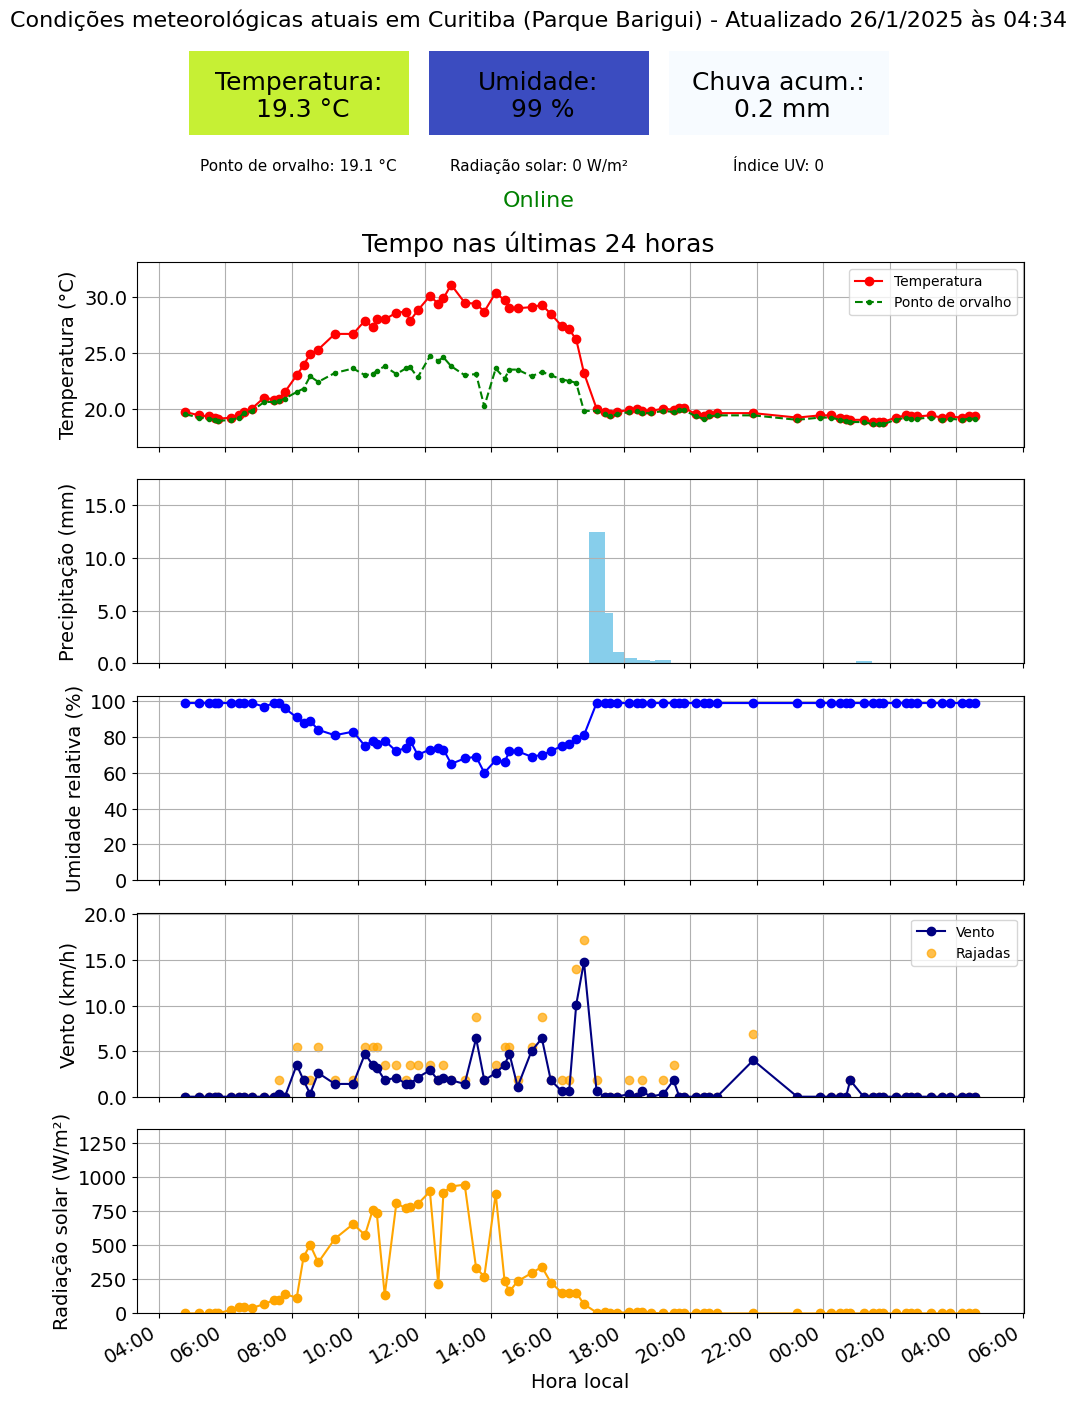 Condições meteorológicas atuais em Curitiba (Parque Barigui) - Atualizado 26/1/2025 às 04:34
Temperatura:
19.3 °C
Umidade:
99 %
Chuva acum.:
0.2 mm
Ponto de orvalho: 19.1 °C
Radiação solar: 0 W/m²
Índice UV: 0
Online
Tempo nas últimas 24 horas
Temperatura (°C)
30.0
25.0
20.0
Temperatura
Ponto de orvalho
Precipitação (mm)
15.0
10.0
5.0
0.0
Umidade relativa (%)
100
80
60
40
20
0
Vento (km/h)
20.0
15.0
10.0
5.0
0.0
Vento
Rajadas
Radiação solar (W/m²)
1250
1000
750
500
250
0
04:00
06:00
08:00
10:00
12:00
14:00
16:00
18:00
20:00
22:00
00:00
02:00
04:00
06:00
Hora local